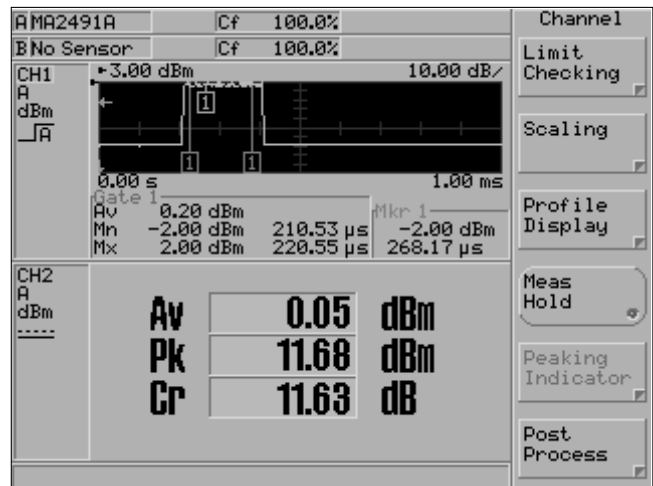 A MA2491A Cf 100.0% Channel
B No Sensor Cf 100.0%
CH1 3.00 dBm 10.00 dB/
A
dBm
A
1
1 1
0.00 s 1.00 ms
Gate 1 Mkr 1
Av 0.20 dBm
Mn -2.00 dBm 210.53 µs -2.00 dBm
Mx 2.00 dBm 220.55 µs 268.17 µs
CH2
A
dBm
Av 0.05 dBm
Pk 11.68 dBm
Cr 11.63 dB
Limit
Checking
Scaling
Profile
Display
Meas
Hold
Peaking
Indicator
Post
Process